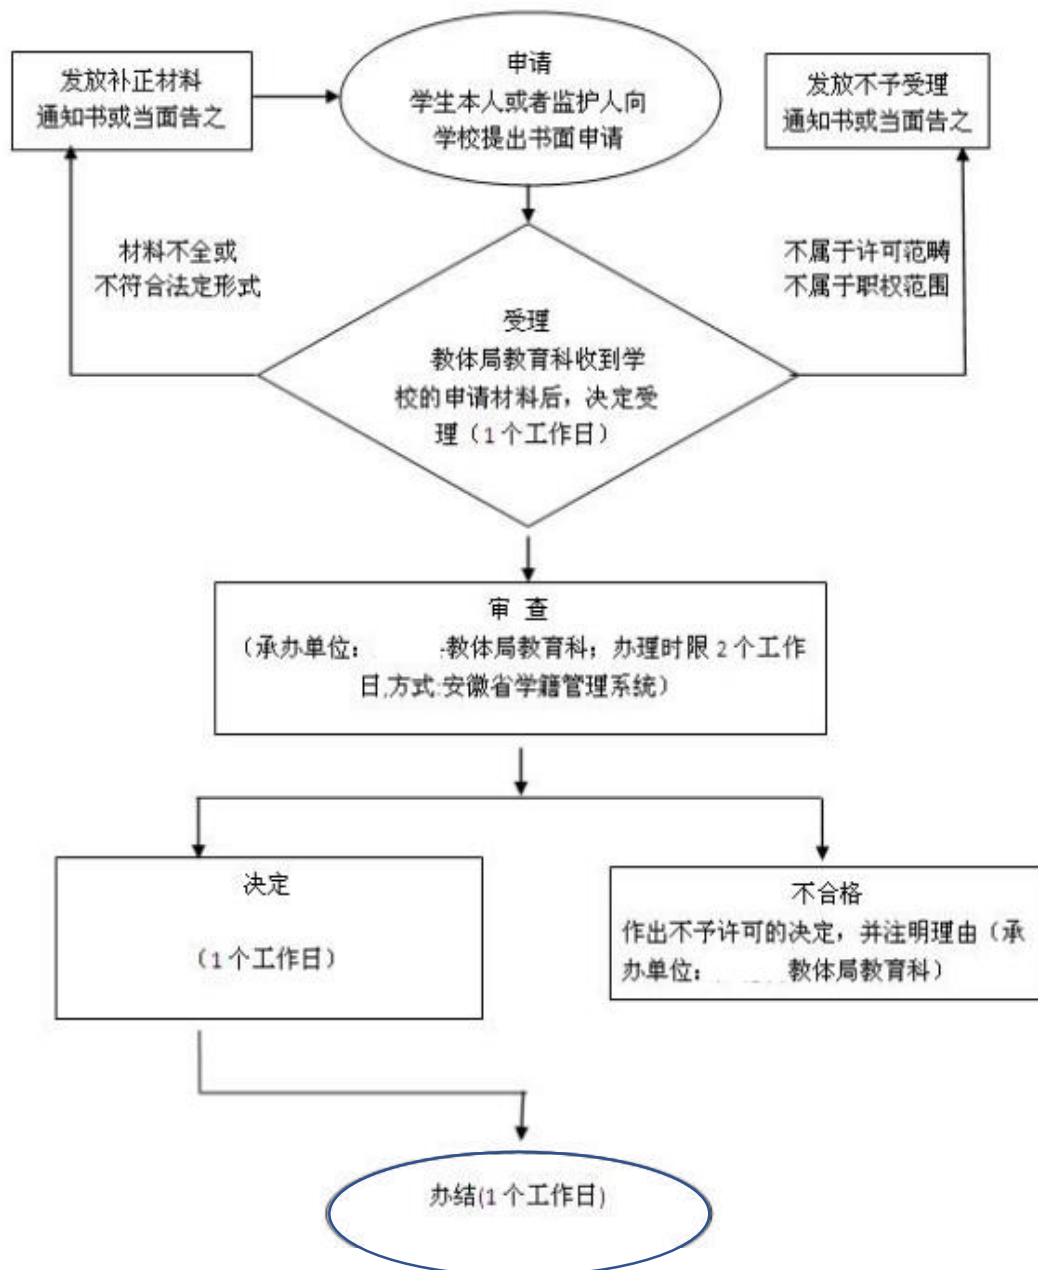 申请
学生本人或者监护人向
学校提出书面申请
发放补正材料
通知书或当面告之
发放不予受理
通知书或当面告之
材料不全或
不符合法定形式
不属于许可范畴
不属于职权范围
受理
教体局教育科收到学
校的申请材料后，决定受
理（1个工作日）
审 查
（承办单位： 教体局教育科；办理时限2个工作
日,方式:安徽省学籍管理系统）
决定
（1个工作日）
不合格
作出不予许可的决定，并注明理由（承
办单位： 教体局教育科）
办结(1个工作日)